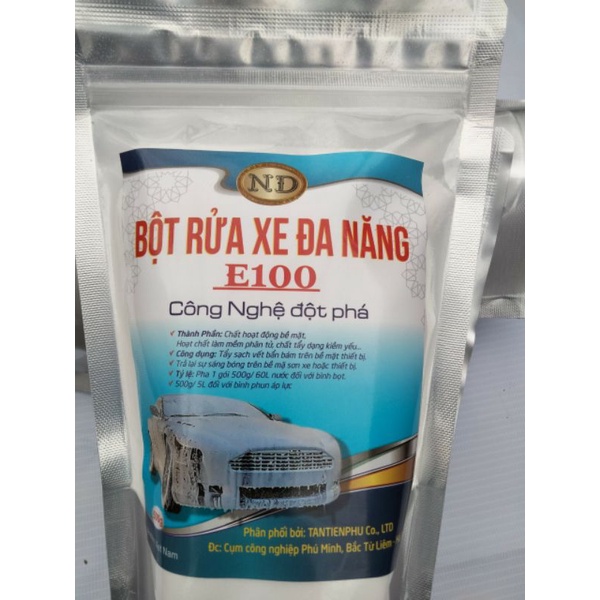 NĐ
BỘT RỬA XE ĐA NĂNG
E100
Công Nghệ đột phá
Thành Phần: Chất hoạt động bề mặt,
Hoạt chất làm mềm phân tử, chất tẩy dạng kiềm yếu...
Công dụng: Tẩy sạch vết bẩn bám trên bề mặt thiết bị.
Trả lại sự sáng bóng trên bề mặ sơn xe hoặc thiết bị.
Tỷ lệ: Pha 1 gói 500g/ 60L nước đối với bình bọt.
500g/ 5L đối với bình phun áp lực
Phân phối bởi: TANTIENPHU Co., LTD
Đc: Cụm công nghiệp Phú Minh, Bắc Từ Liêm -
Nam